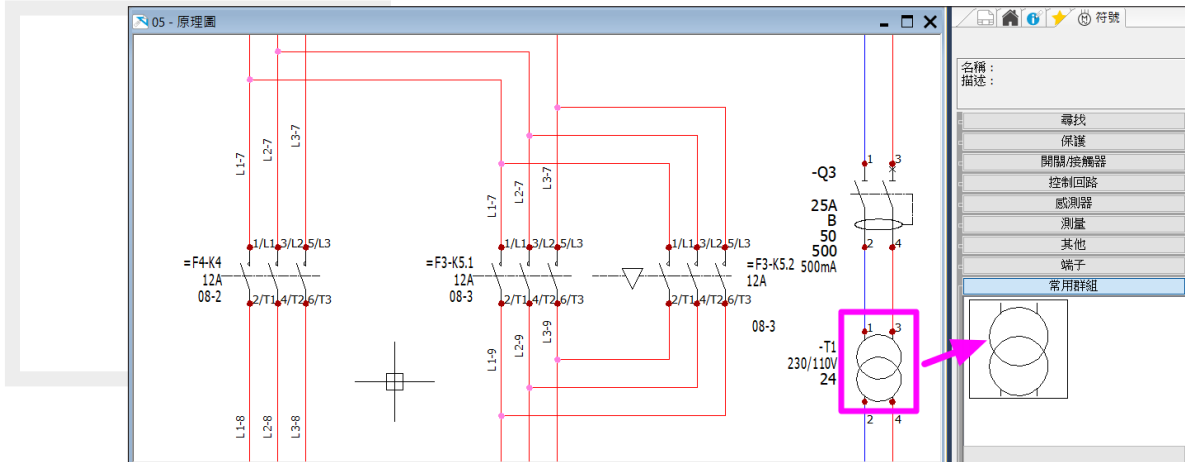 05 - 原理圖
符號
名稱：
描述：
尋找
保護
開關/接觸器
控制回路
感測器
測量
其他
端子
常用群組
L1-7
L2-7
L3-7
L1-7
L2-7
L3-7
1 3
-Q3
25A
B
50
500
500mA
2 4
1/L1 3/L2 5/L3
=F4-K4
12A
08-2
2/T1 4/T2 6/T3
1/L1 3/L2 5/L3
=F3-K5.1
12A
08-3
2/T1 4/T2 6/T3
1/L1 3/L2 5/L3
=F3-K5.2
12A
2/T1 4/T2 6/T3
08-3
1 3
-T1
230/110V
24
2 4
L1-9
L2-9
L3-9
L1-8
L2-8
L3-8